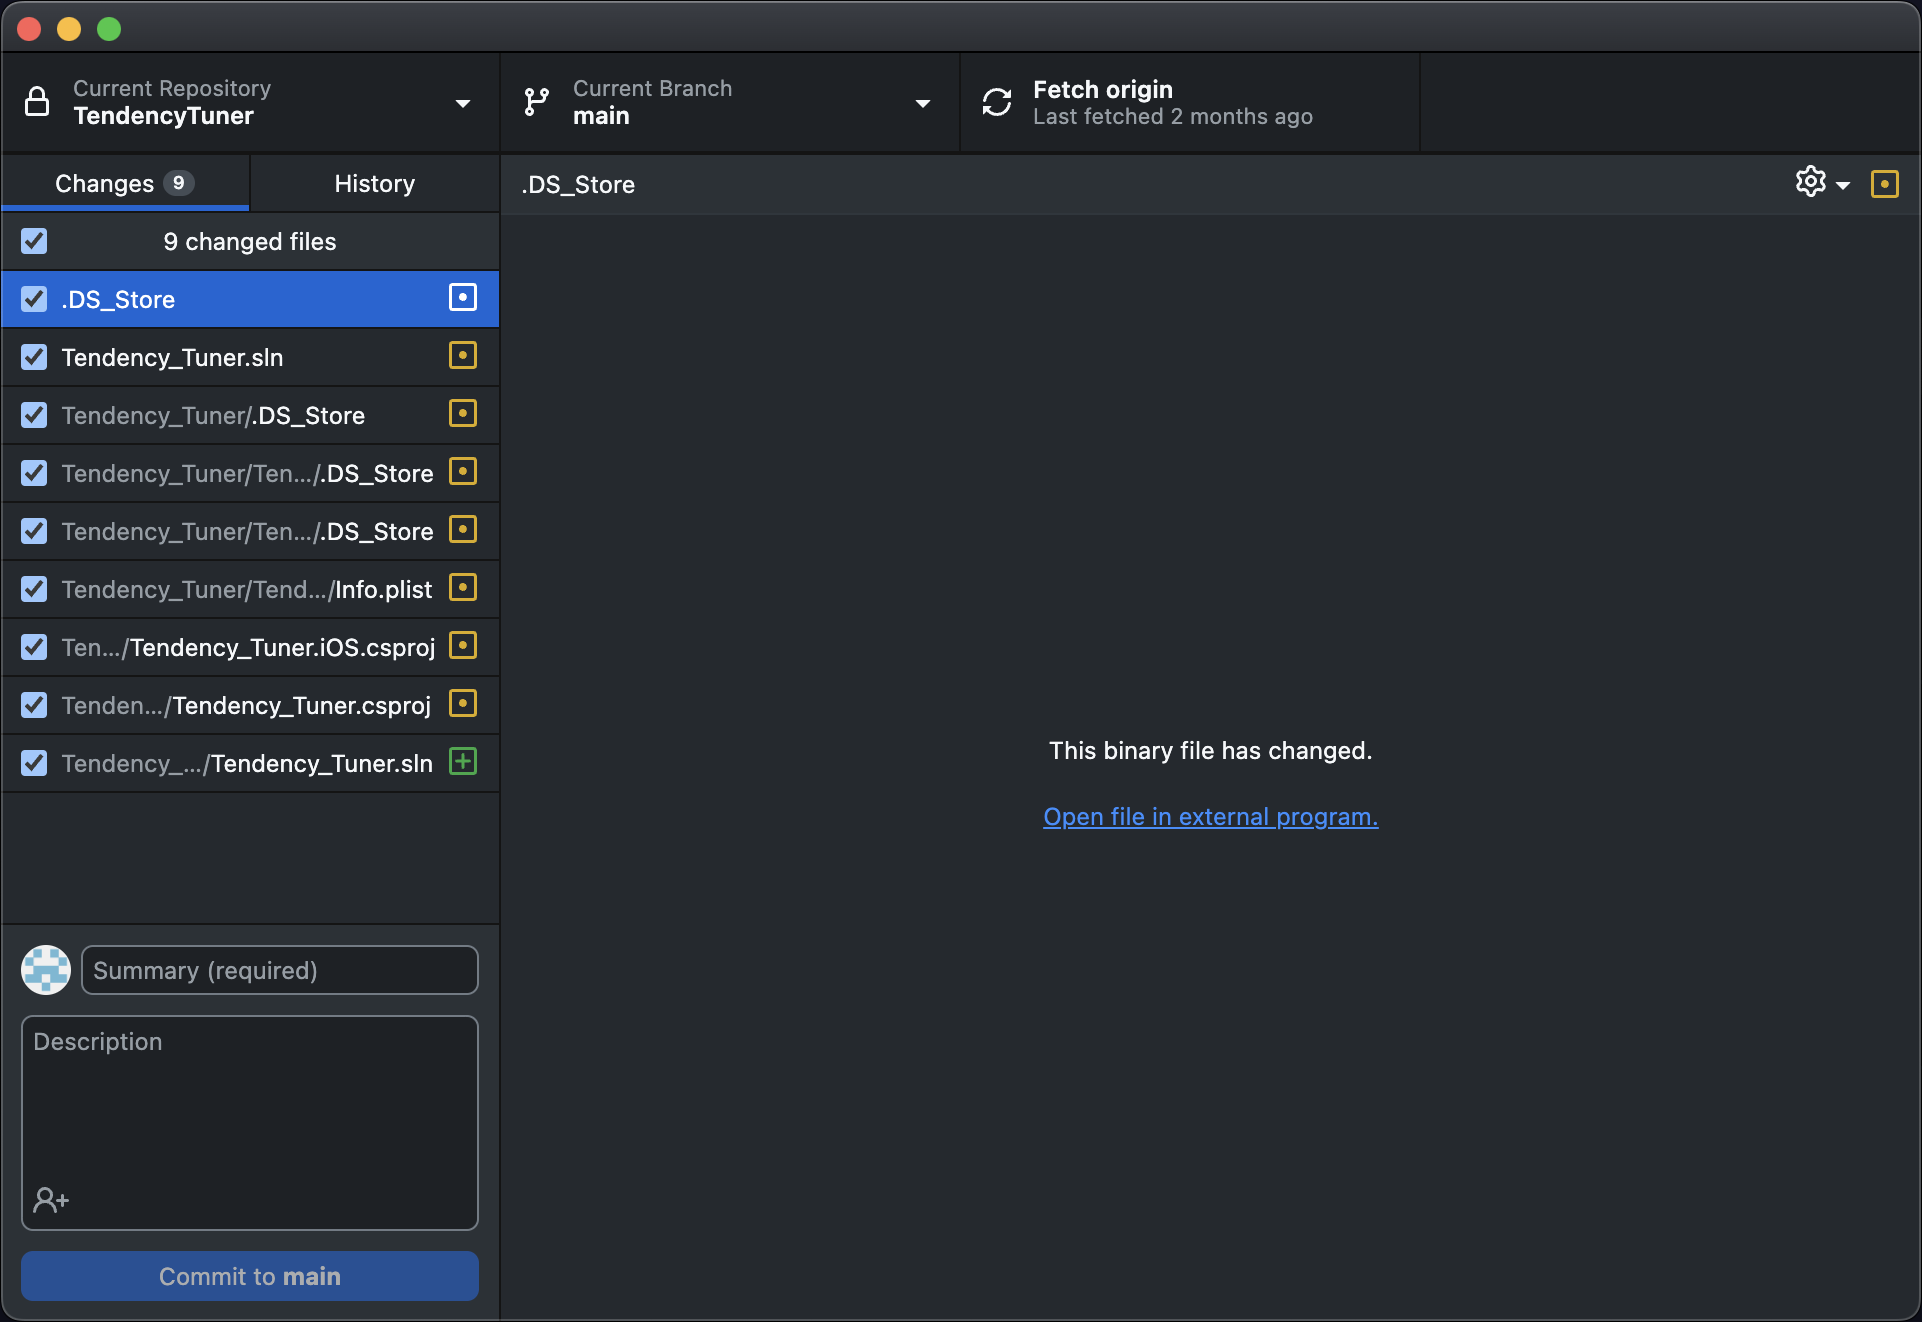 Current Repository
TendencyTuner
Current Branch
main
Fetch origin
Last fetched 2 months ago
Changes 9
History
.DS_Store
9 changed files
.DS_Store
Tendency_Tuner.sln
Tendency_Tuner/.DS_Store
Tendency_Tuner/Ten.../.DS_Store
Tendency_Tuner/Ten.../.DS_Store
Tendency_Tuner/Tend.../Info.plist
Ten.../Tendency_Tuner.iOS.csproj
Tenden.../Tendency_Tuner.csproj
Tendency_.../Tendency_Tuner.sln
This binary file has changed.
Open file in external program.
Summary (required)
Description
Commit to main